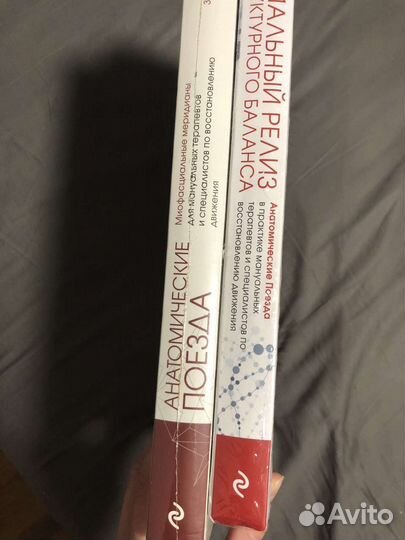 АНАТОМИЧЕСКИЕ
ПОЕЗДА
Миофасциальные меридианы
для мануальных терапевтов
и специалистов по восстановлению
движения
ЛЬНЫЙ РЕЛИЗ
КТУРНОГО БАЛАНСА
Анатомические Поезда
в практике мануальных
терапевтов и специалистов по
восстановлению движения
Avito